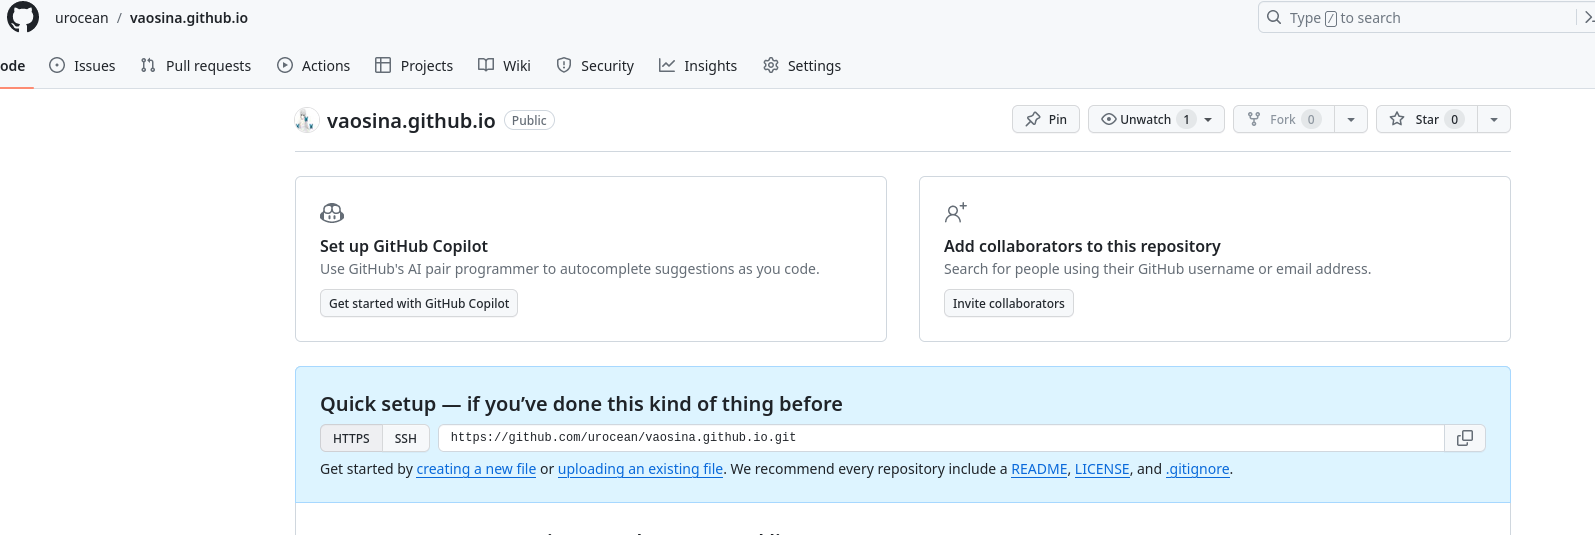 urocean / vaosina.github.io
Type / to search
ode Issues Pull requests Actions Projects Wiki Security Insights Settings
vaosina.github.io Public
Pin Unwatch 1 Fork 0 Star 0
Set up GitHub Copilot
Use GitHub's AI pair programmer to autocomplete suggestions as you code.
Get started with GitHub Copilot
Add collaborators to this repository
Search for people using their GitHub username or email address.
Invite collaborators
Quick setup — if you’ve done this kind of thing before
HTTPS SSH https://github.com/urocean/vaosina.github.io.git
Get started by creating a new file or uploading an existing file. We recommend every repository include a README, LICENSE, and .gitignore.